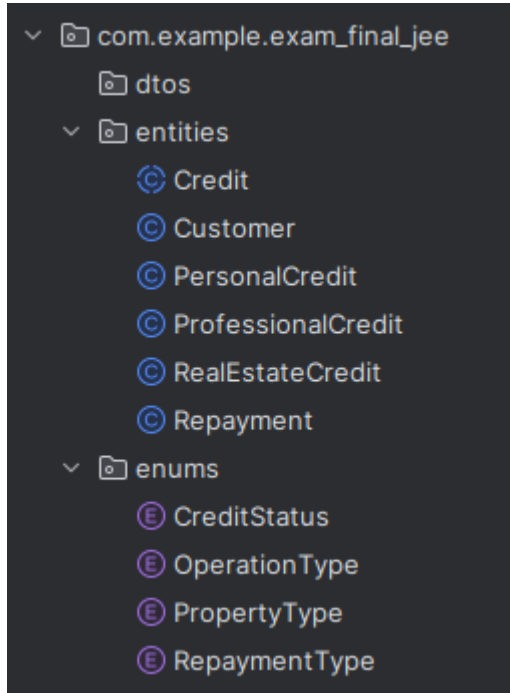 com.example.exam_final_jee
dtos
entities
Credit
Customer
PersonalCredit
ProfessionalCredit
RealEstateCredit
Repayment
enums
CreditStatus
OperationType
PropertyType
RepaymentType